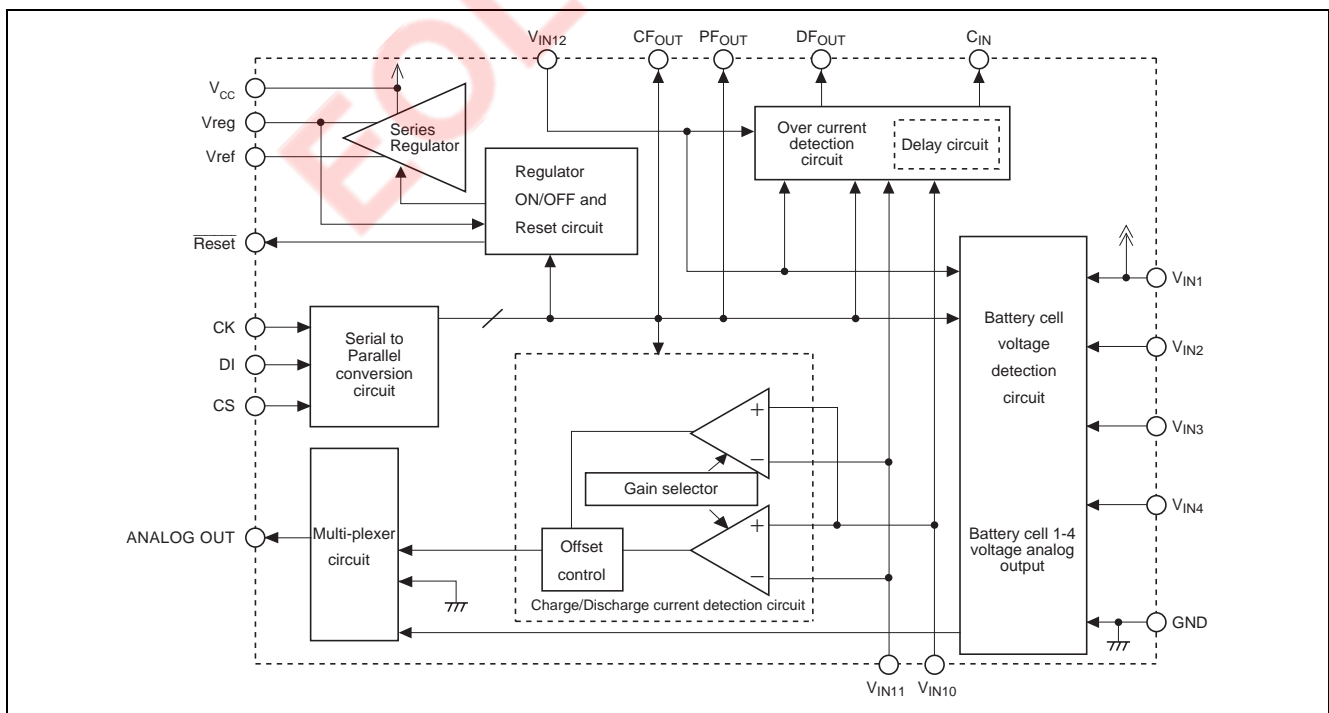 EOL
VIN12
CFOUT
PFOUT
DFOUT
CIN
VCC
Vreg
Vref
Series
Regulator
Regulator
ON/OFF and
Reset circuit
Over current
detection
circuit
Delay circuit
Reset
CK
DI
CS
Serial to
Parallel
conversion
circuit
Battery cell
voltage
detection
circuit
VIN1
VIN2
VIN3
VIN4
+
−
Gain selector
+
−
ANALOG OUT
Multi-plexer
circuit
Offset
control
Charge/Discharge current detection circuit
Battery cell 1-4
voltage analog
output
GND
VIN11
VIN10